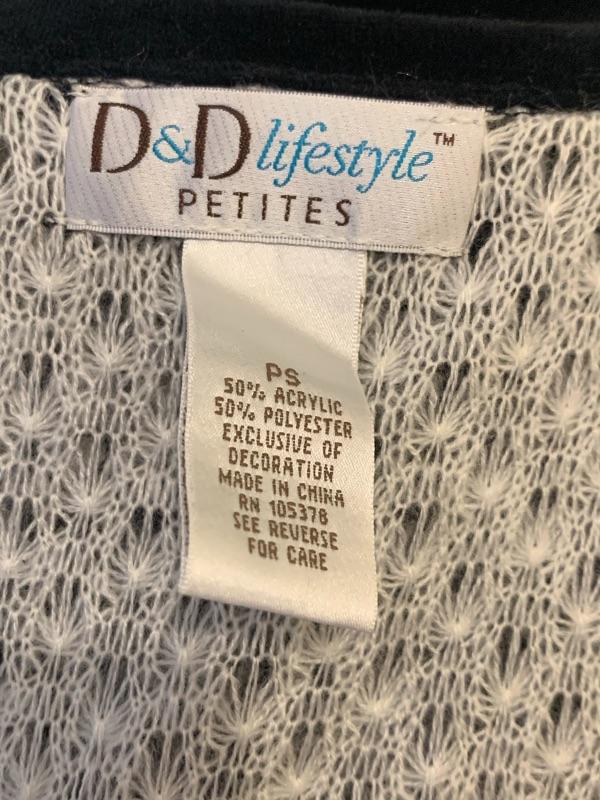 D&D lifestyle™
PETITES
PS
50% ACRYLIC
50% POLYESTER
EXCLUSIVE OF
DECORATION
MADE IN CHINA
RN 105378
SEE REVERSE
FOR CARE